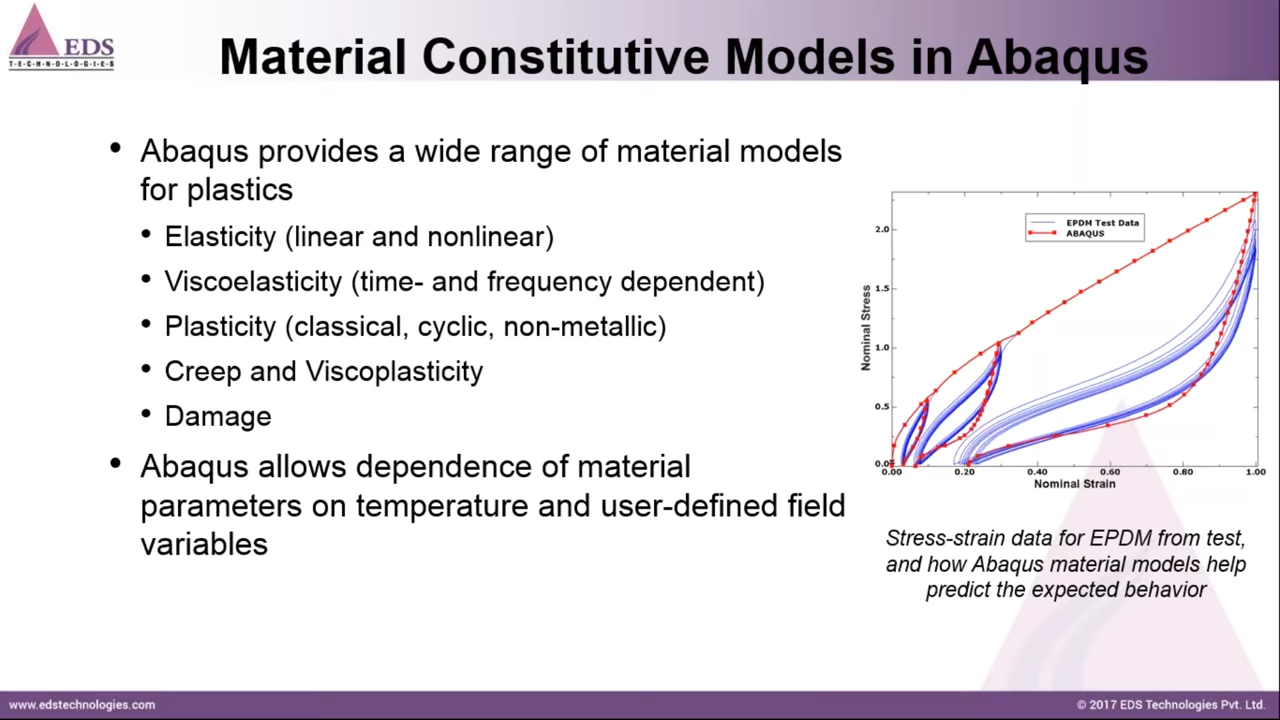 EDS
T·E·C·H·N·O·L·O·G·I·E·S
Material Constitutive Models in Abaqus
• Abaqus provides a wide range of material models
for plastics
• Elasticity (linear and nonlinear)
• Viscoelasticity (time- and frequency dependent)
• Plasticity (classical, cyclic, non-metallic)
• Creep and Viscoplasticity
• Damage
• Abaqus allows dependence of material
parameters on temperature and user-defined field
variables
EPDM Test Data
ABAQUS
Nominal Stress
2.0
1.5
1.0
0.5
0.0
0.00 0.20 0.40 0.60 0.80 1.00
Nominal Strain
Stress-strain data for EPDM from test,
and how Abaqus material models help
predict the expected behavior
www.edstechnologies.com
© 2017 EDS Technologies Pvt. Ltd.